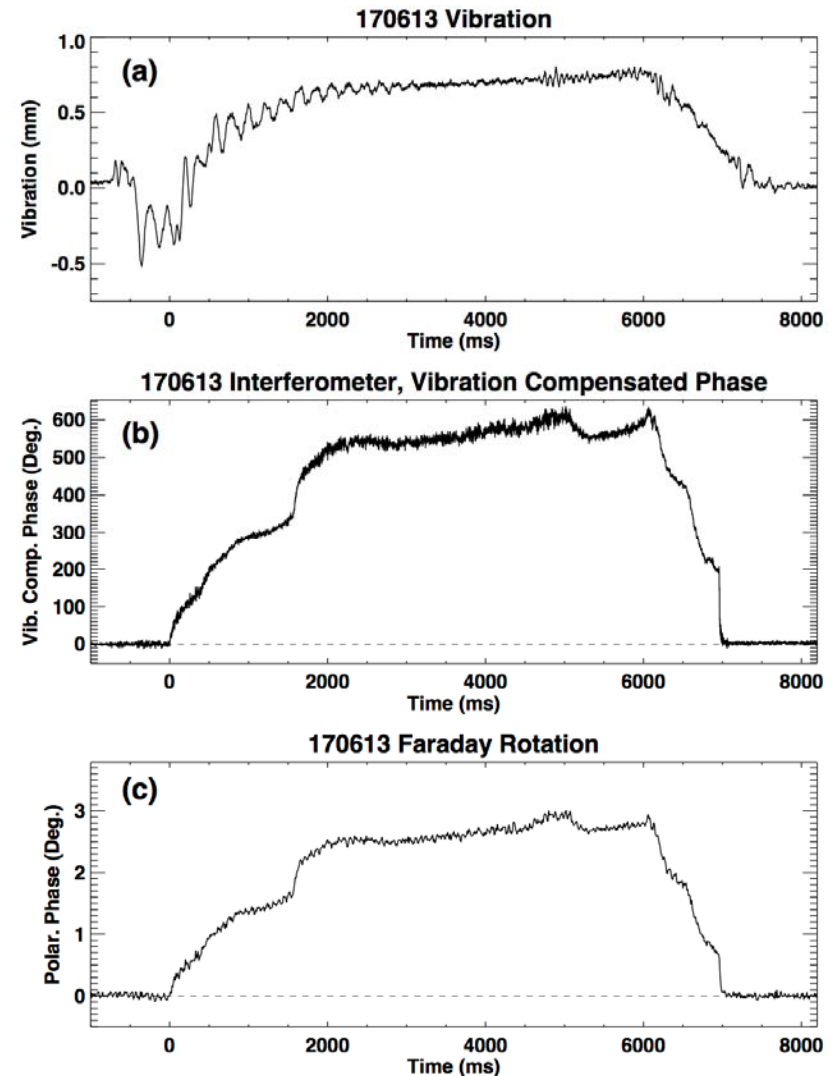 170613 Vibration
(a)
Vibration (mm)
1.0
0.5
0.0
-0.5
0 2000 4000 6000 8000
Time (ms)
170613 Interferometer, Vibration Compensated Phase
(b)
Vib. Comp. Phase (Deg.)
600
500
400
300
200
100
0
0 2000 4000 6000 8000
Time (ms)
170613 Faraday Rotation
(c)
Polar. Phase (Deg.)
3
2
1
0
0 2000 4000 6000 8000
Time (ms)